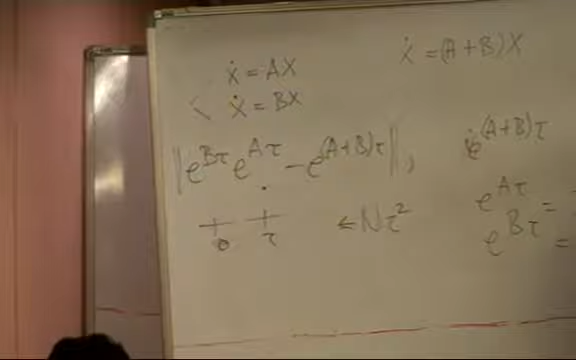 ẋ = AX
ẋ = (A+B)X
ẋ = BX
‖e^{Bτ} e^{Aτ} - e^{(A+B)τ}‖,
e^{(A+B)τ}
0 τ
≤ Nτ²
e^{Aτ} =
e^{Bτ} =